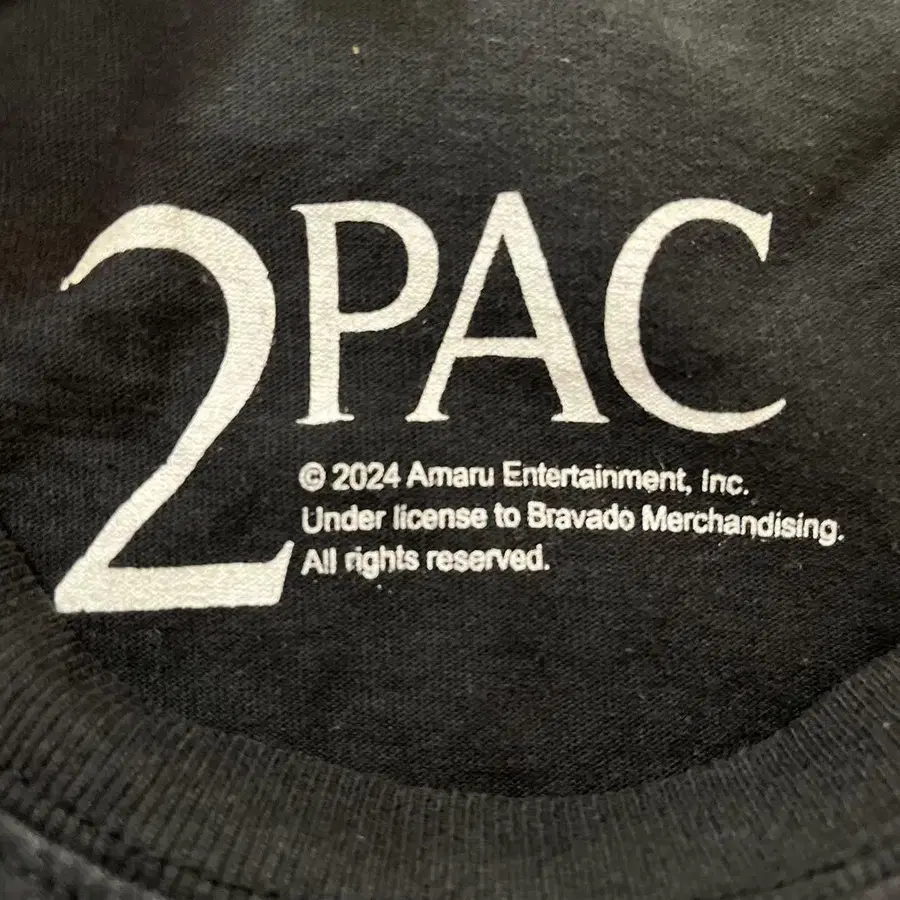 2PAC
© 2024 Amaru Entertainment, Inc.
Under license to Bravado Merchandising.
All rights reserved.